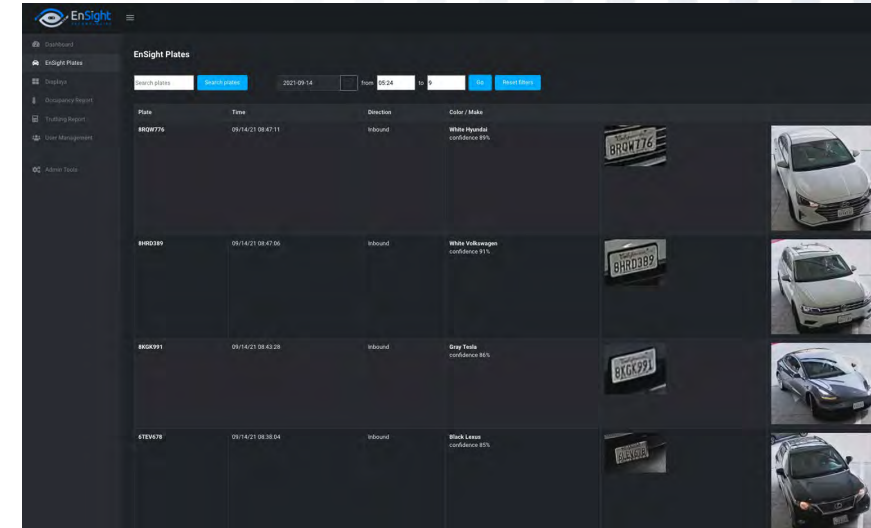 EnSight
Dashboard
EnSight Plates
Displays
Occupancy Report
Trafficing Report
User Management
Admin Tools
EnSight Plates
Search plates Search plates 2021-09-14 from 05:24 to 9 Go Reset filters
Plate Time Direction Color / Make
8RQW776 09/14/21 08:47:11 Inbound White Hyundai
confidence 89%
8RQW776
8HRD389 09/14/21 08:47:06 Inbound White Volkswagen
confidence 91%
8HRD389
8KGK991 09/14/21 08:43:28 Inbound Gray Tesla
confidence 86%
8KGK991
6TEV678 09/14/21 08:38:04 Inbound Black Lexus
confidence 85%